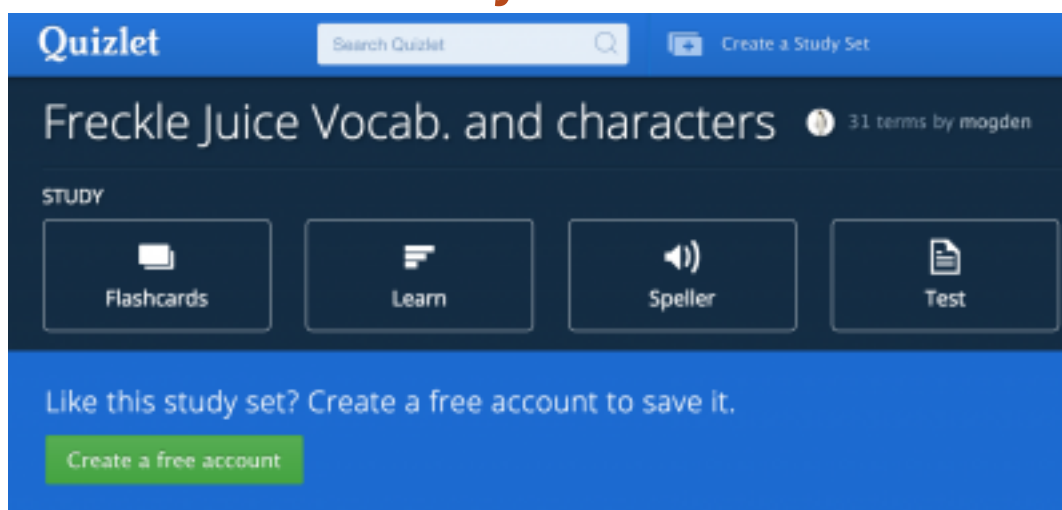 Quizlet Search Quizlet Create a Study Set
Freckle Juice Vocab. and characters 31 terms by mogden
STUDY
Flashcards Learn Speller Test
Like this study set? Create a free account to save it.
Create a free account